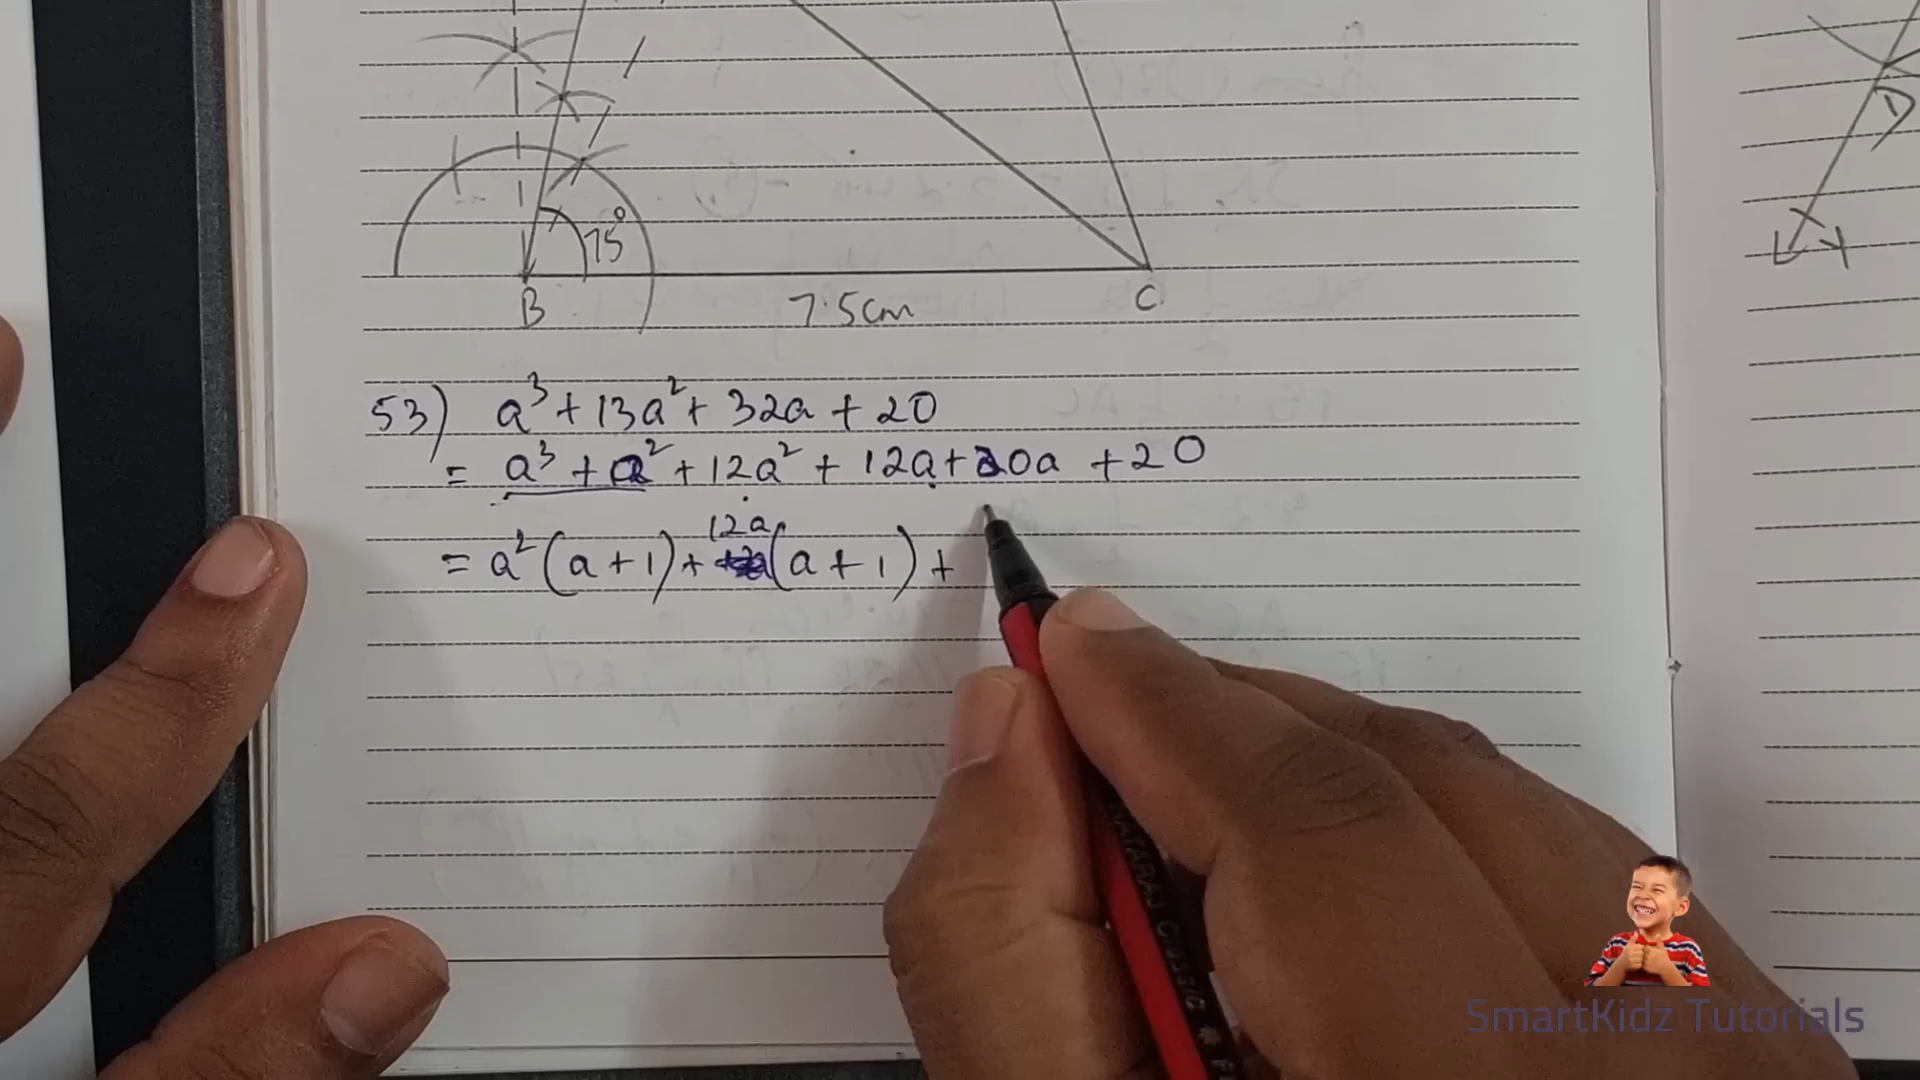 75°
B
7.5cm
C
53) a³ + 13a² + 32a + 20
= a³ + a² + 12a² + 12a + 20a + 20
12a
= a² (a + 1) + (a + 1) +
SmartKidz Tutorials